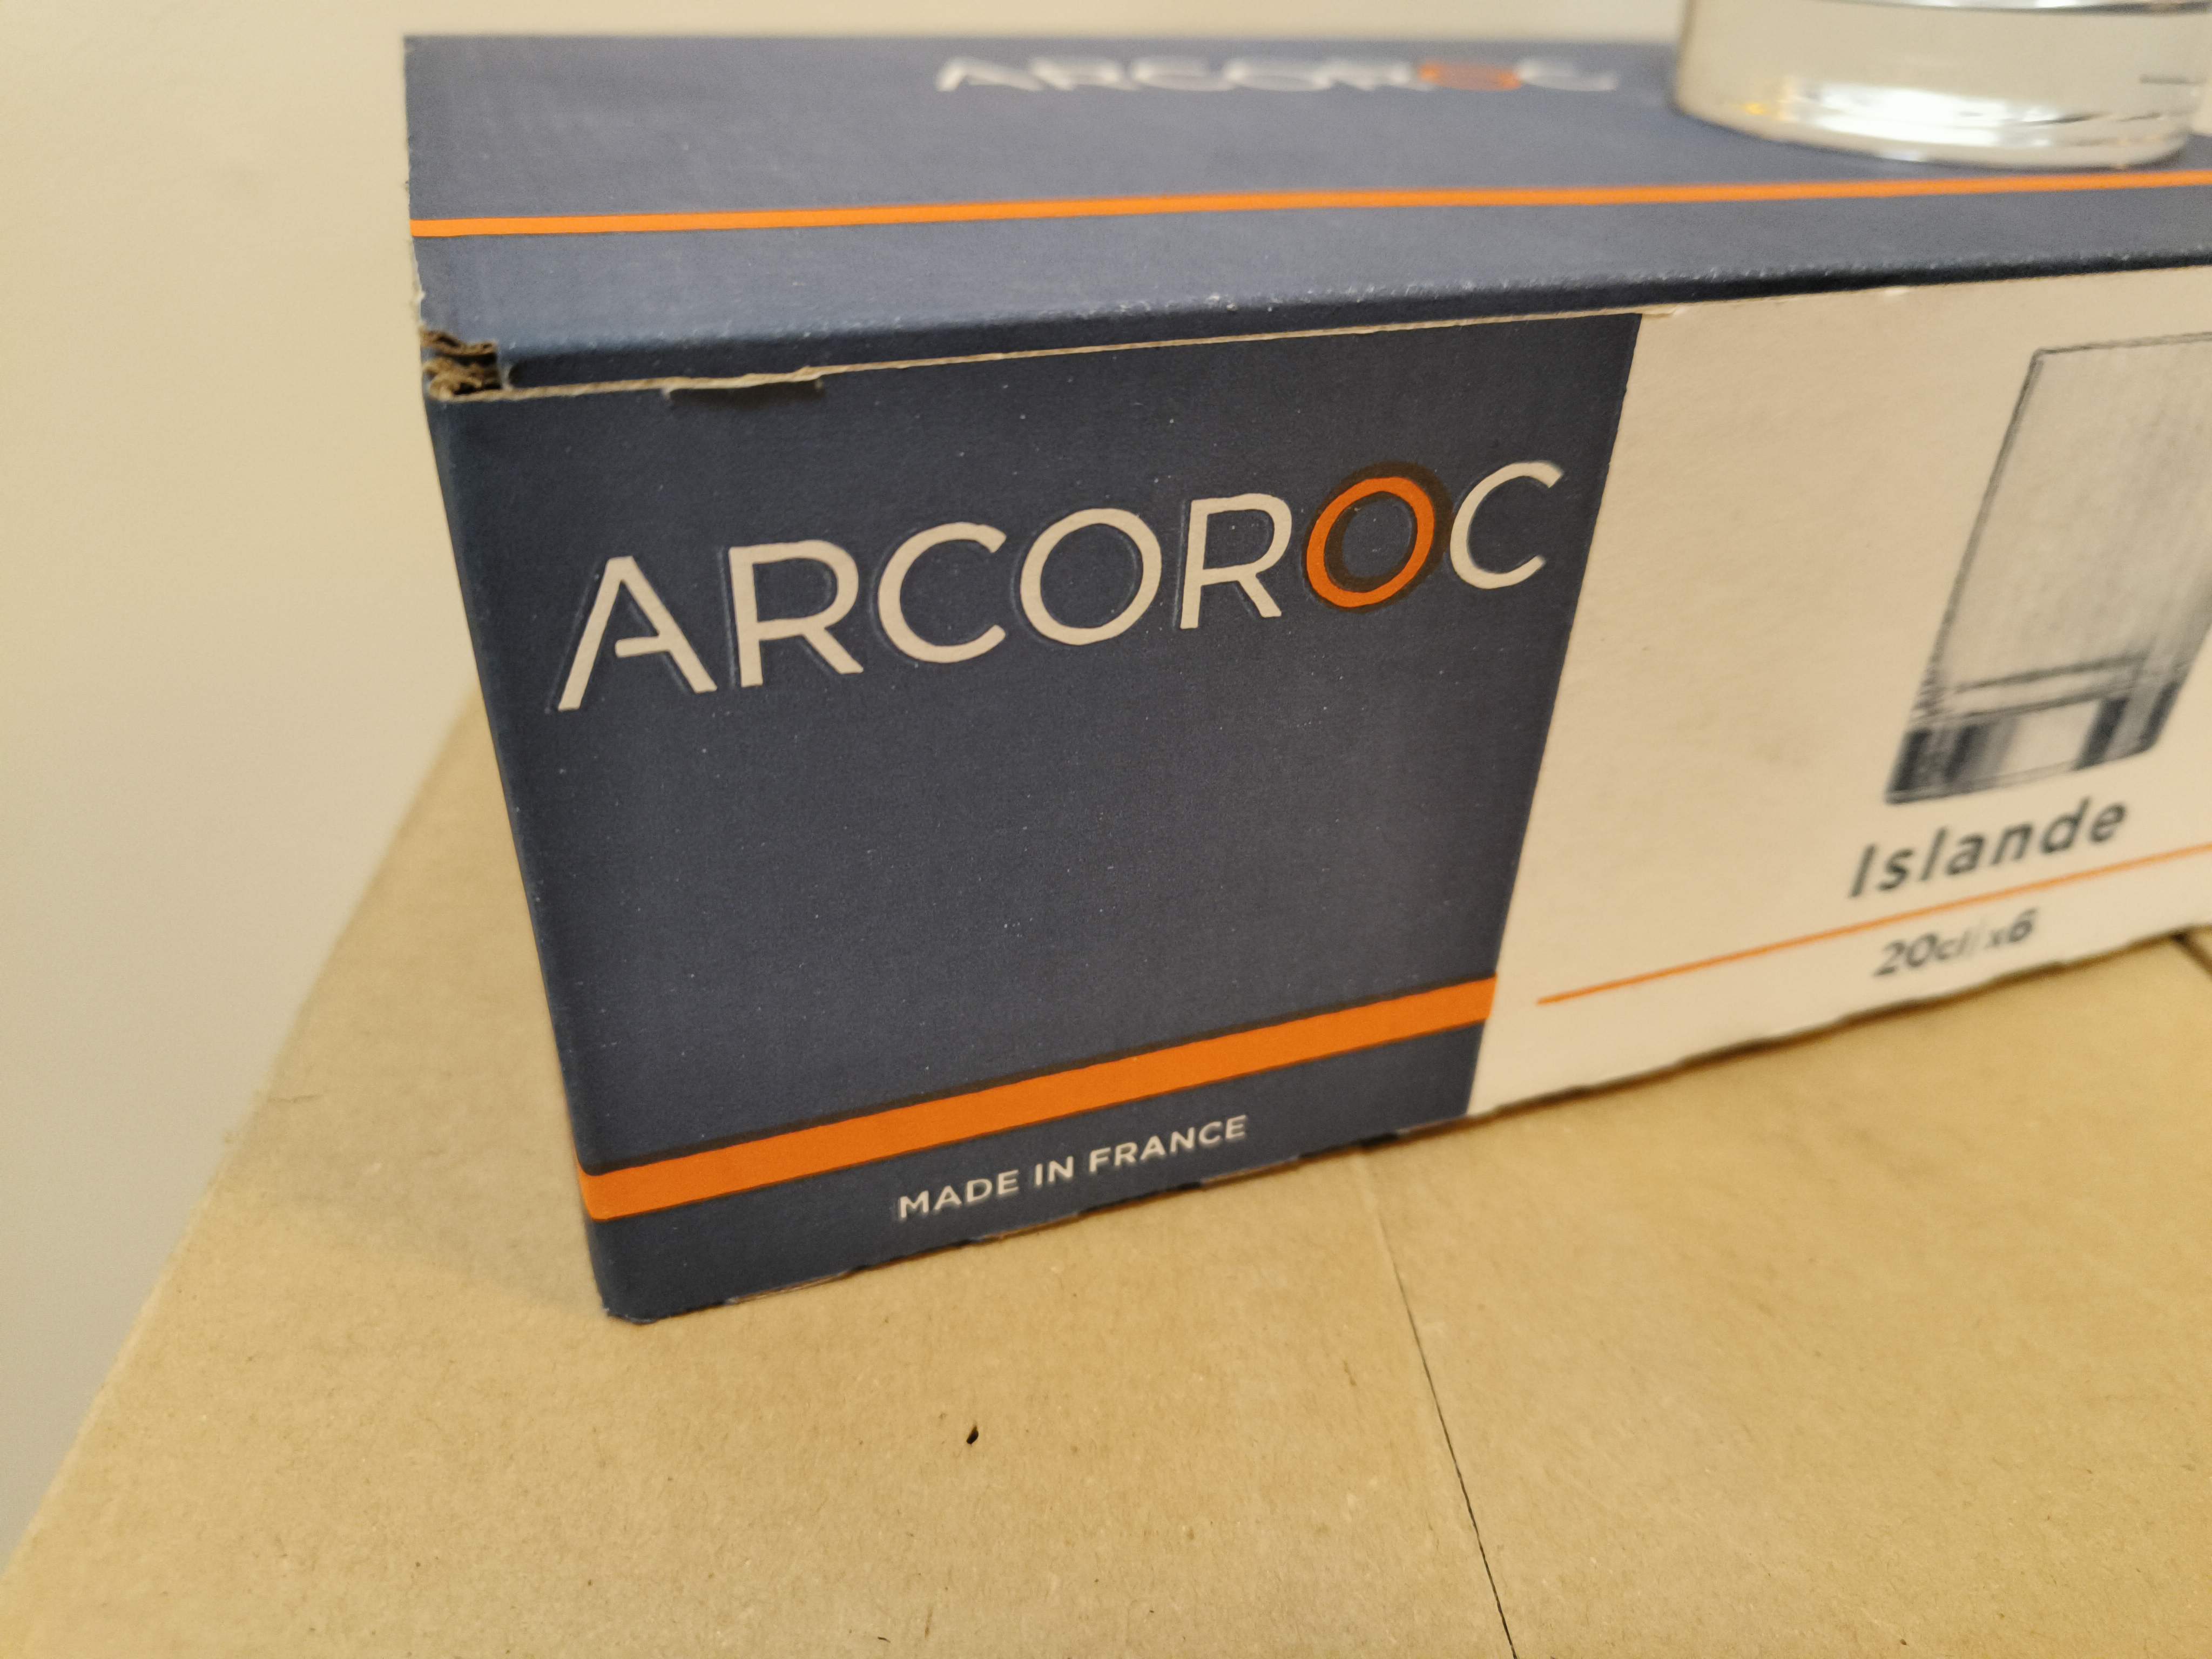 ARCOROC
ARCOROC
Islande
20cl/x6
MADE IN FRANCE